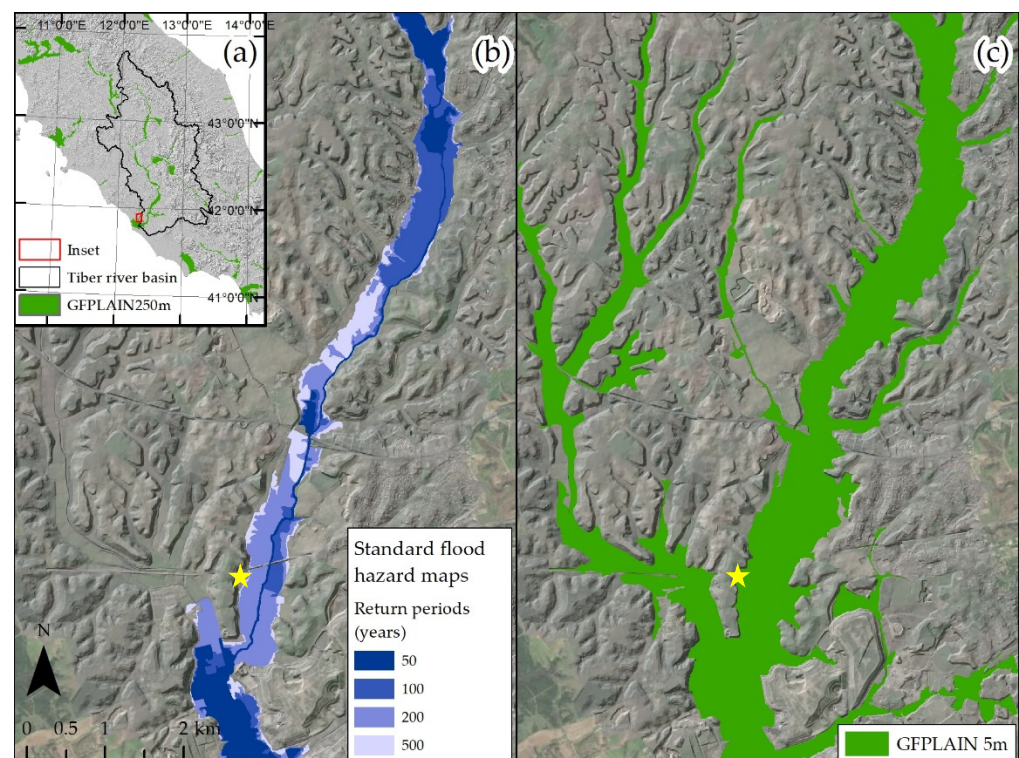 11°0'0"E 12°0'0"E 13°0'0"E 14°0'0"E
(a)
43°0'0"N
42°0'0"N
41°0'0"N
Inset
Tiber river basin
GFPLAIN250m
(b)
(c)
Standard flood
hazard maps
Return periods
(years)
50
100
200
500
N
0 0.5 1 2 km
GFPLAIN 5m